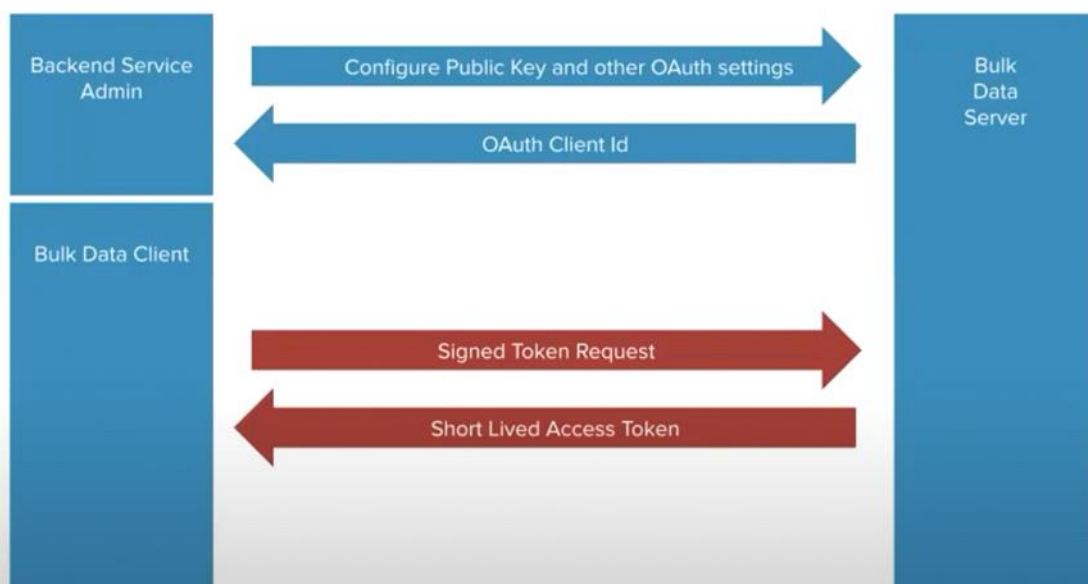 Backend Service
Admin
Configure Public Key and other OAuth settings
OAuth Client Id
Bulk
Data
Server
Bulk Data Client
Signed Token Request
Short Lived Access Token